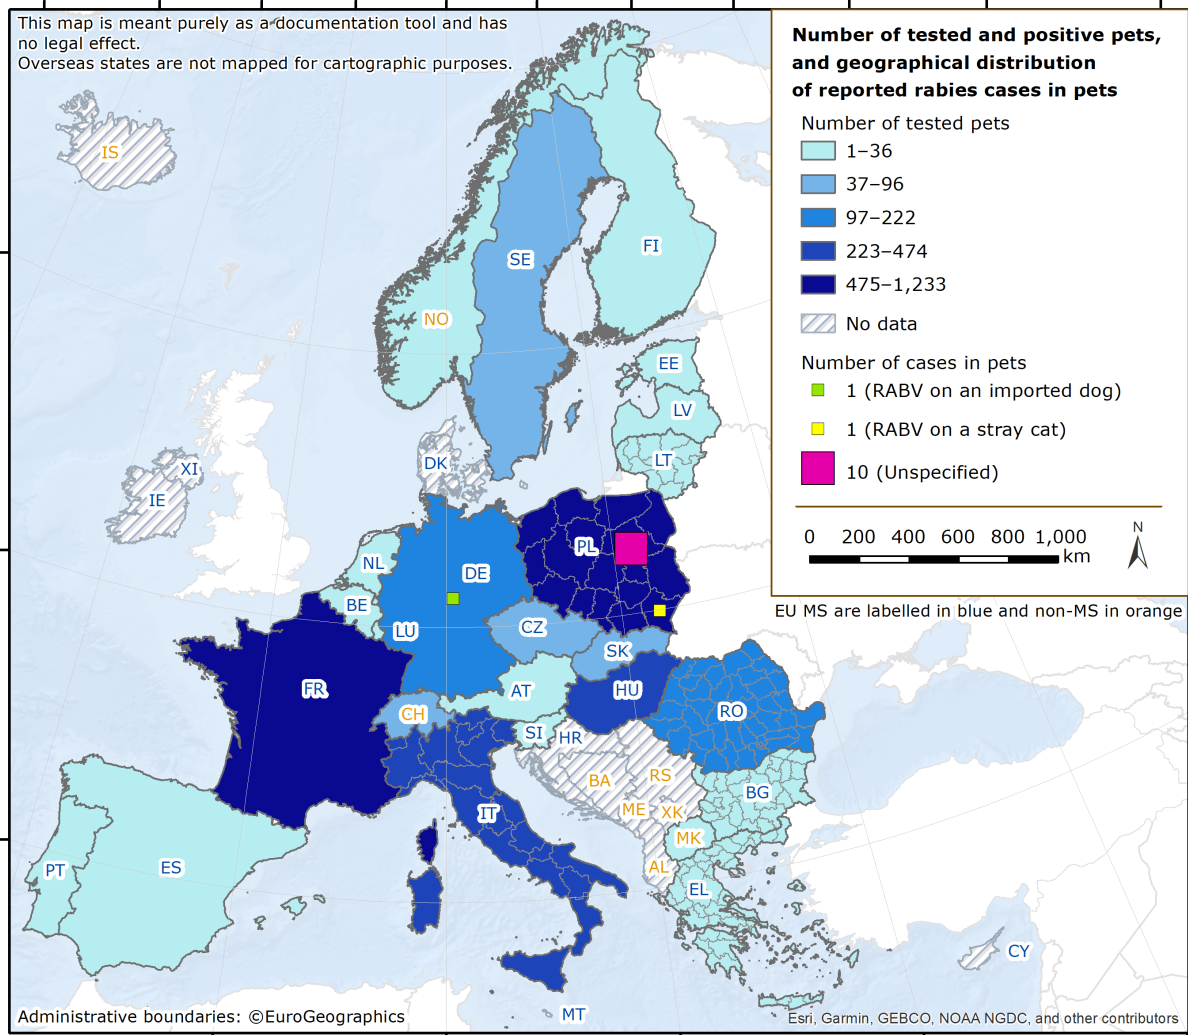 This map is meant purely as a documentation tool and has
no legal effect.
Overseas states are not mapped for cartographic purposes.
Number of tested and positive pets,
and geographical distribution
of reported rabies cases in pets
Number of tested pets
1–36
37–96
97–222
223–474
475–1,233
No data
Number of cases in pets
1 (RABV on an imported dog)
1 (RABV on a stray cat)
10 (Unspecified)
0 200 400 600 800 1,000
km
N
EU MS are labelled in blue and non-MS in orange
IS
SE
FI
NO
EE
LV
LT
DK
XI
IE
PL
NL
DE
BE
LU
CZ
SK
FR
AT
HU
CH
RO
SI
HR
BA
RS
BG
IT
ME
XK
MK
AL
PT
ES
EL
CY
MT
Administrative boundaries: ©EuroGeographics
Esri, Garmin, GEBCO, NOAA NGDC, and other contributors